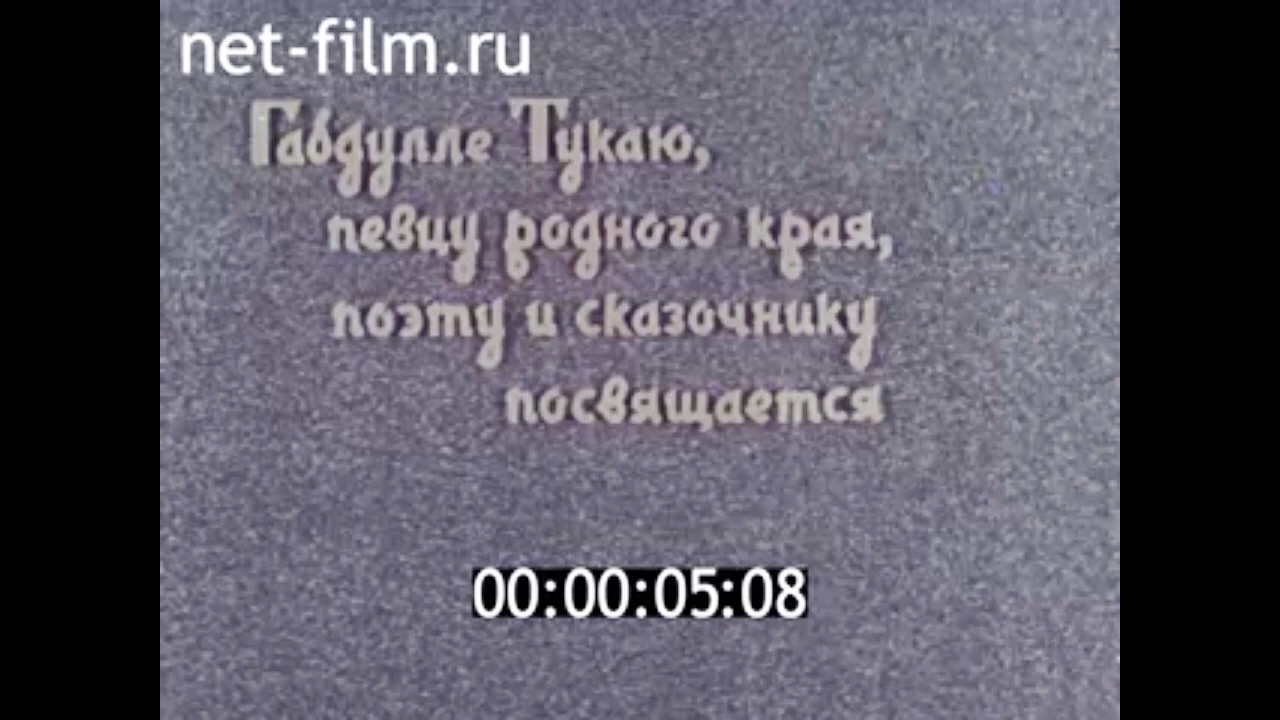 net-film.ru
Габдулле Тукаю,
певцу родного края,
поэту и сказочнику
посвящается
00:00:05:08